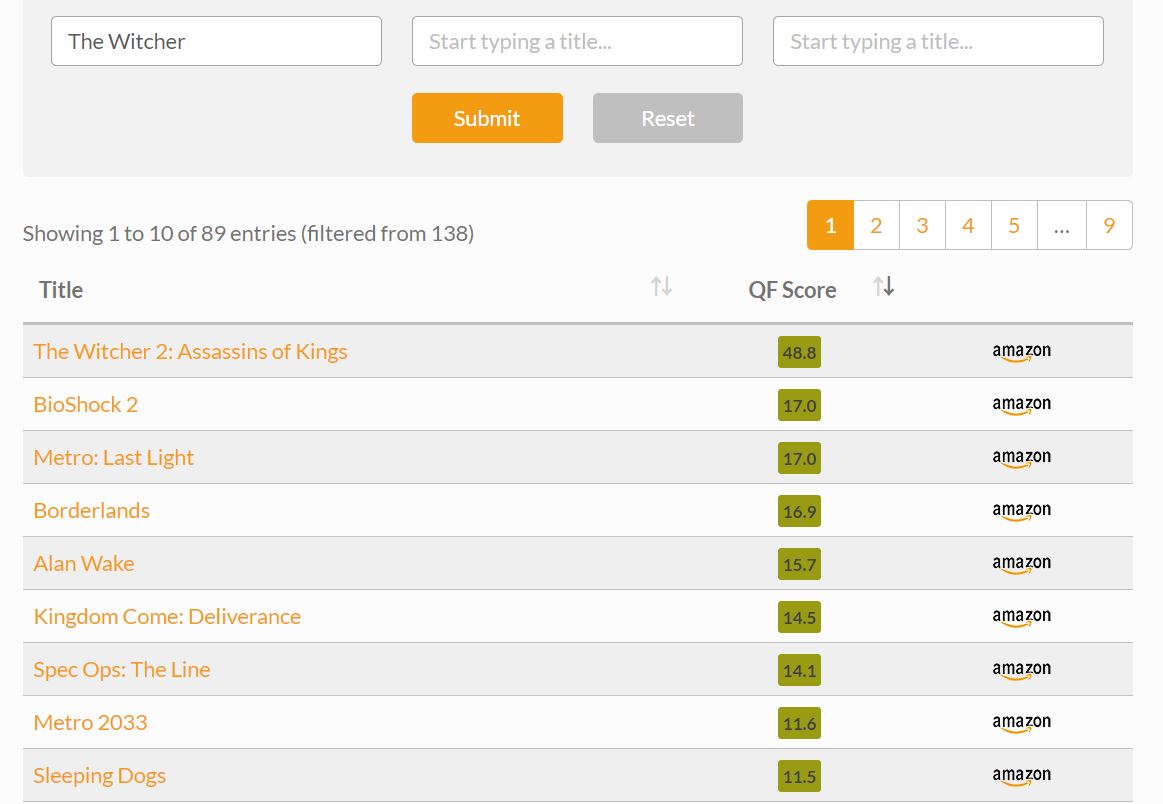 The Witcher
Start typing a title...
Start typing a title...
Submit
Reset
Showing 1 to 10 of 89 entries (filtered from 138)
1 2 3 4 5 ... 9
Title QF Score
The Witcher 2: Assassins of Kings 48.8 amazon
BioShock 2 17.0 amazon
Metro: Last Light 17.0 amazon
Borderlands 16.9 amazon
Alan Wake 15.7 amazon
Kingdom Come: Deliverance 14.5 amazon
Spec Ops: The Line 14.1 amazon
Metro 2033 11.6 amazon
Sleeping Dogs 11.5 amazon